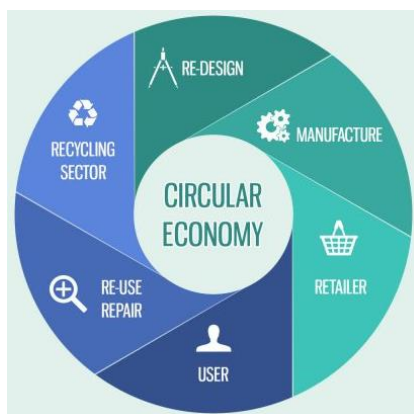 RE-DESIGN
MANUFACTURE
RETAILER
USER
RE-USE
REPAIR
RECYCLING
SECTOR
CIRCULAR
ECONOMY